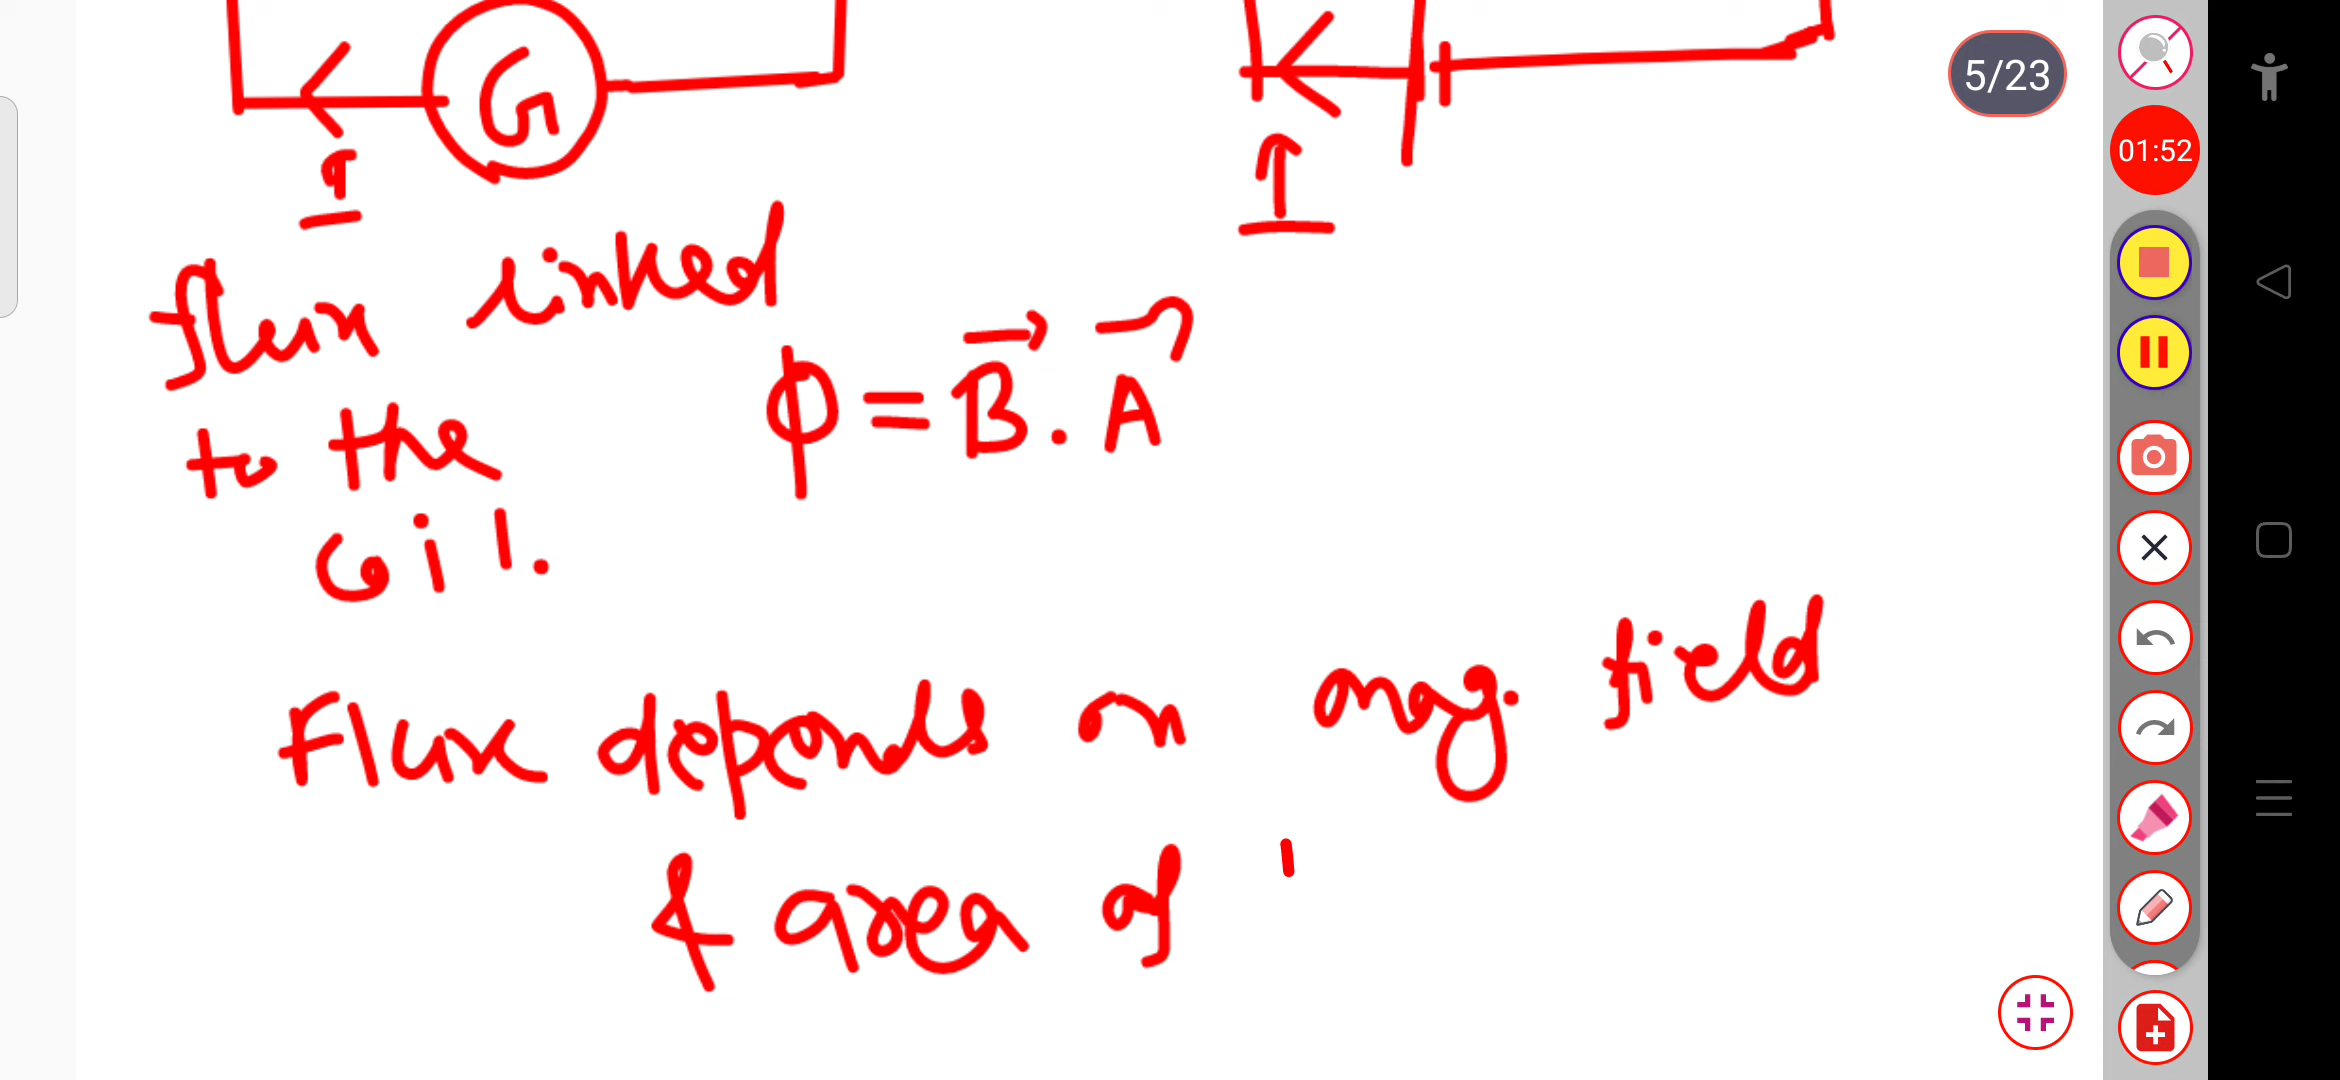 G
5/23
01:52
I
flux linked
to the
Coil.
ϕ = B⃗ . A⃗
Flux depends on mag. field
& area of